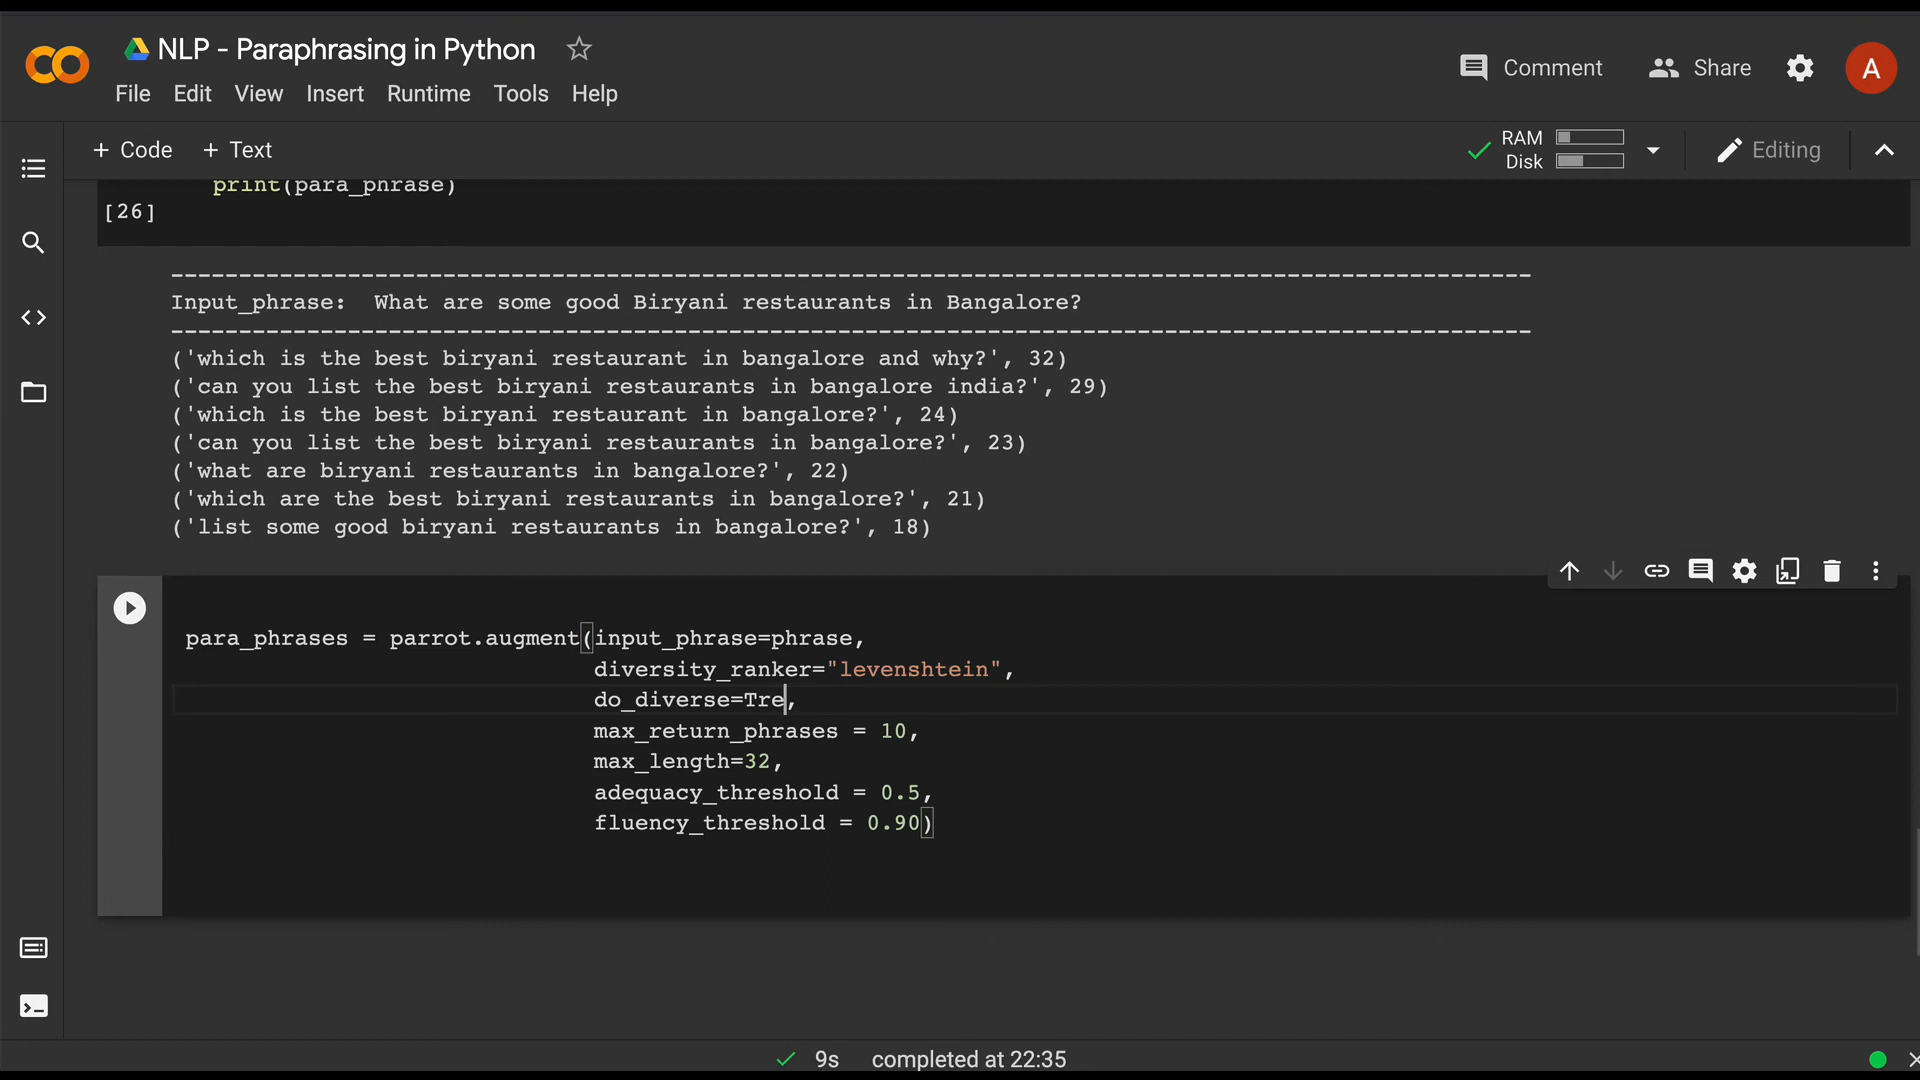 NLP - Paraphrasing in Python
Comment
Share
A
File Edit View Insert Runtime Tools Help
+ Code + Text
RAM
Disk
Editing
print(para_phrase)
[26]
----------------------------------------------------------------------------------------------------
Input_phrase:  What are some good Biryani restaurants in Bangalore?
----------------------------------------------------------------------------------------------------
('which is the best biryani restaurant in bangalore and why?', 32)
('can you list the best biryani restaurants in bangalore india?', 29)
('which is the best biryani restaurant in bangalore?', 24)
('can you list the best biryani restaurants in bangalore?', 23)
('what are biryani restaurants in bangalore?', 22)
('which are the best biryani restaurants in bangalore?', 21)
('list some good biryani restaurants in bangalore?', 18)
para_phrases = parrot.augment(input_phrase=phrase,
diversity_ranker="levenshtein",
do_diverse=Tre,
max_return_phrases = 10,
max_length=32,
adequacy_threshold = 0.5,
fluency_threshold = 0.90)
9s completed at 22:35